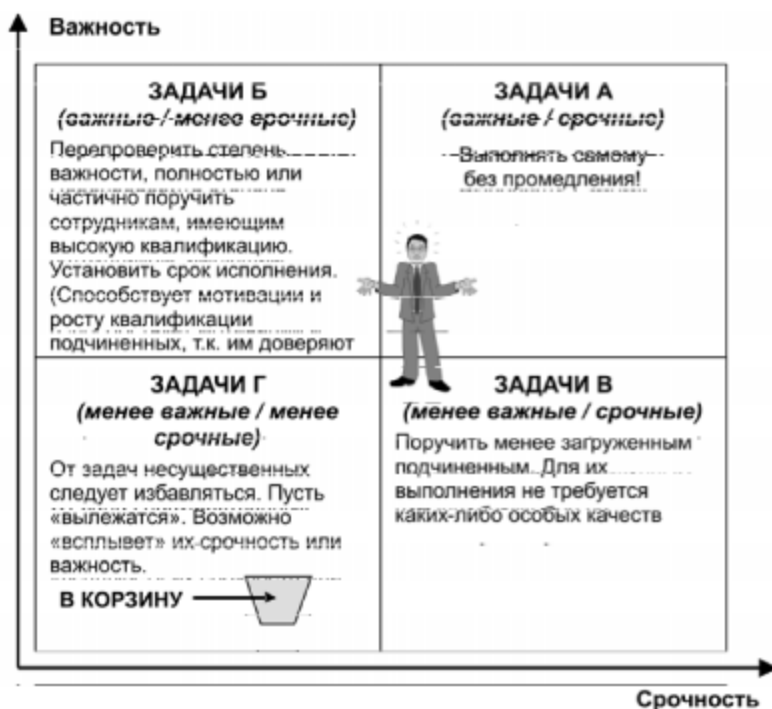 Важность
ЗАДАЧИ Б
(важные / менее срочные)
Перепроверить степень
важности, полностью или
частично поручить
сотрудникам, имеющим
высокую квалификацию.
Установить срок исполнения.
(Способствует мотивации и
росту квалификации
подчиненных, т.к. им доверяют
ЗАДАЧИ А
(важные / срочные)
Выполнять самому
без промедления!
ЗАДАЧИ Г
(менее важные / менее
срочные)
От задач несущественных
следует избавляться. Пусть
«вылежатся». Возможно
«всплывет» их срочность или
важность.
В КОРЗИНУ
ЗАДАЧИ В
(менее важные / срочные)
Поручить менее загруженным
подчиненным. Для их
выполнения не требуется
каких-либо особых качеств
Срочность